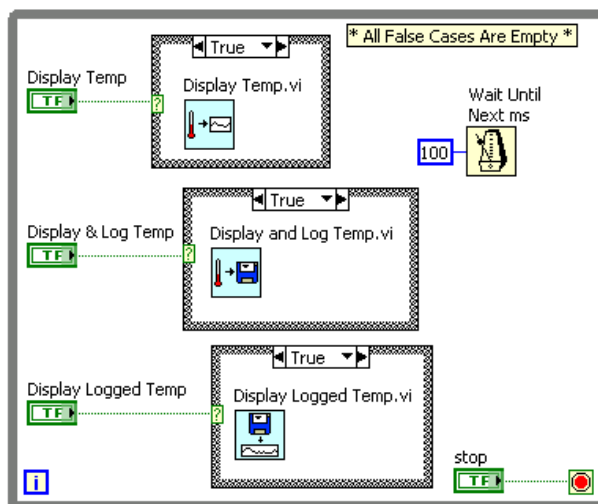 True
* All False Cases Are Empty *
Display Temp
TF
?
Display Temp.vi
Wait Until
Next ms
100
True
Display & Log Temp
TF
?
Display and Log Temp.vi
True
Display Logged Temp
TF
?
Display Logged Temp.vi
stop
TF
i